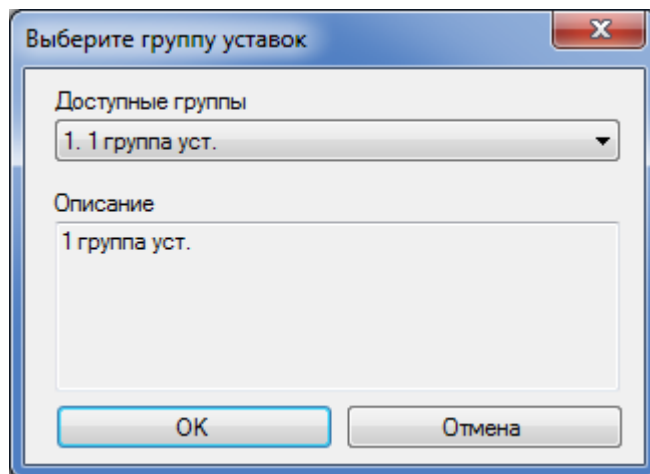 Выберите группу уставок
Доступные группы
1. 1 группа уст.
Описание
1 группа уст.
OK
Отмена